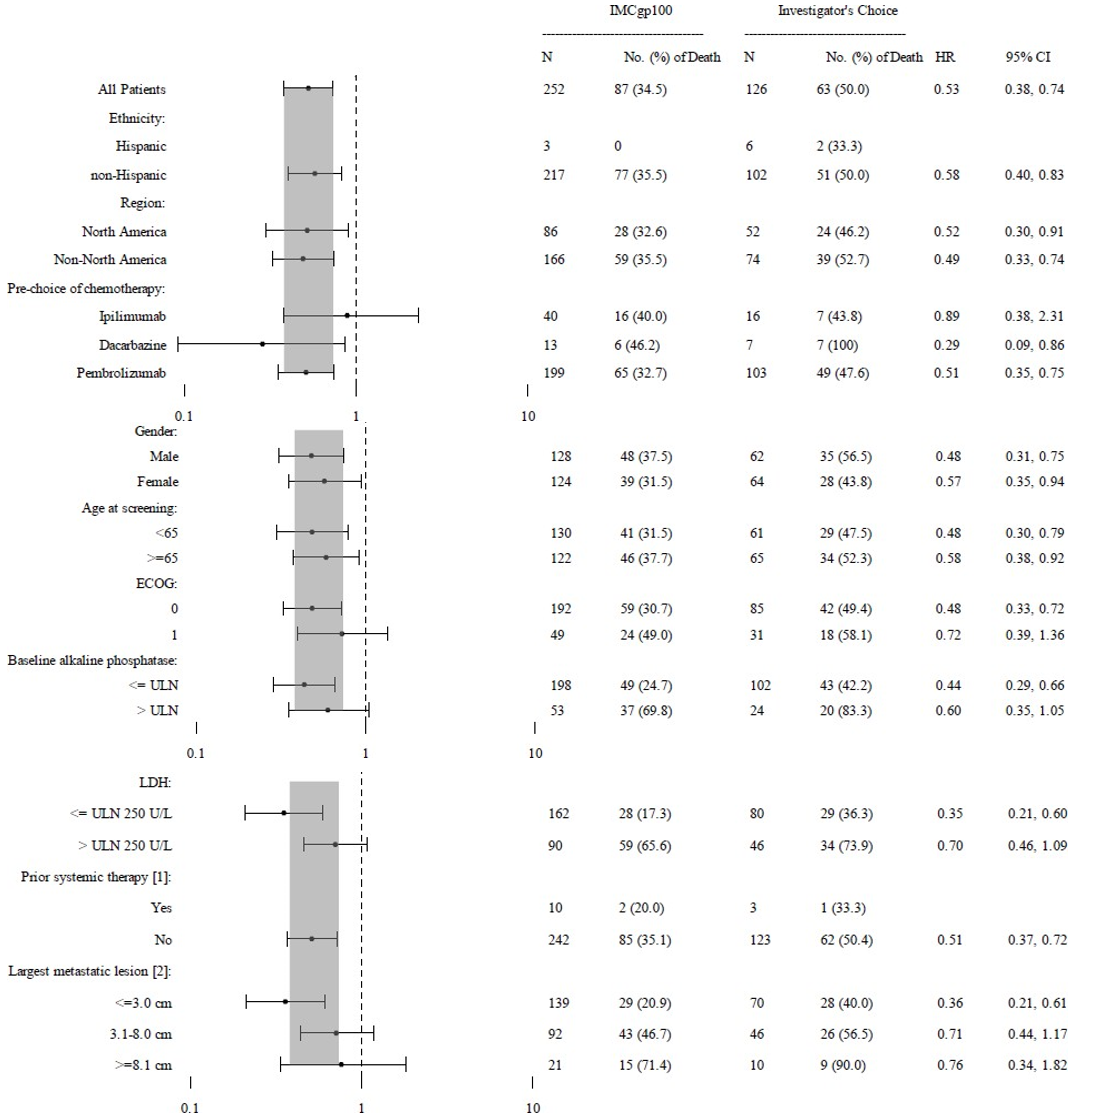 IMCgp100 Investigator's Choice
------------------------------------- -------------------------------------
N No. (%) of Death N No. (%) of Death HR 95% CI
All Patients 252 87 (34.5) 126 63 (50.0) 0.53 0.38, 0.74
Ethnicity:
Hispanic 3 0 6 2 (33.3)
non-Hispanic 217 77 (35.5) 102 51 (50.0) 0.58 0.40, 0.83
Region:
North America 86 28 (32.6) 52 24 (46.2) 0.52 0.30, 0.91
Non-North America 166 59 (35.5) 74 39 (52.7) 0.49 0.33, 0.74
Pre-choice of chemotherapy:
Ipilimumab 40 16 (40.0) 16 7 (43.8) 0.89 0.38, 2.31
Dacarbazine 13 6 (46.2) 7 7 (100) 0.29 0.09, 0.86
Pembrolizumab 199 65 (32.7) 103 49 (47.6) 0.51 0.35, 0.75
0.1 1 10
Gender:
Male 128 48 (37.5) 62 35 (56.5) 0.48 0.31, 0.75
Female 124 39 (31.5) 64 28 (43.8) 0.57 0.35, 0.94
Age at screening:
<65 130 41 (31.5) 61 29 (47.5) 0.48 0.30, 0.79
>=65 122 46 (37.7) 65 34 (52.3) 0.58 0.38, 0.92
ECOG:
0 192 59 (30.7) 85 42 (49.4) 0.48 0.33, 0.72
1 49 24 (49.0) 31 18 (58.1) 0.72 0.39, 1.36
Baseline alkaline phosphatase:
<= ULN 198 49 (24.7) 102 43 (42.2) 0.44 0.29, 0.66
> ULN 53 37 (69.8) 24 20 (83.3) 0.60 0.35, 1.05
0.1 1 10
LDH:
<= ULN 250 U/L 162 28 (17.3) 80 29 (36.3) 0.35 0.21, 0.60
> ULN 250 U/L 90 59 (65.6) 46 34 (73.9) 0.70 0.46, 1.09
Prior systemic therapy [1]:
Yes 10 2 (20.0) 3 1 (33.3)
No 242 85 (35.1) 123 62 (50.4) 0.51 0.37, 0.72
Largest metastatic lesion [2]:
<=3.0 cm 139 29 (20.9) 70 28 (40.0) 0.36 0.21, 0.61
3.1-8.0 cm 92 43 (46.7) 46 26 (56.5) 0.71 0.44, 1.17
>=8.1 cm 21 15 (71.4) 10 9 (90.0) 0.76 0.34, 1.82
0.1 1 10